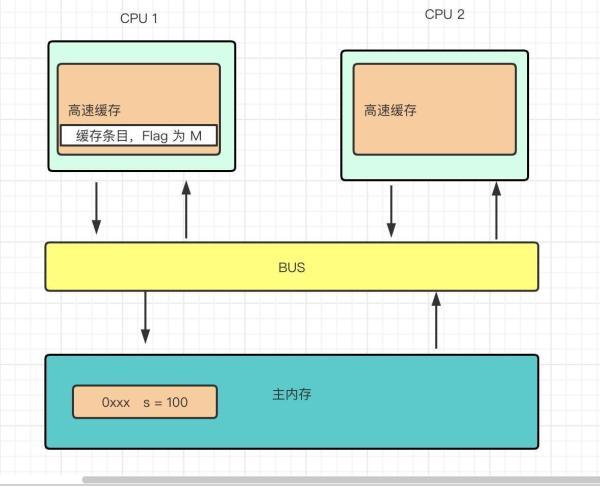 CPU 1
CPU 2
高速缓存
缓存条目，Flag 为 M
高速缓存
BUS
主内存
0xxx s = 100